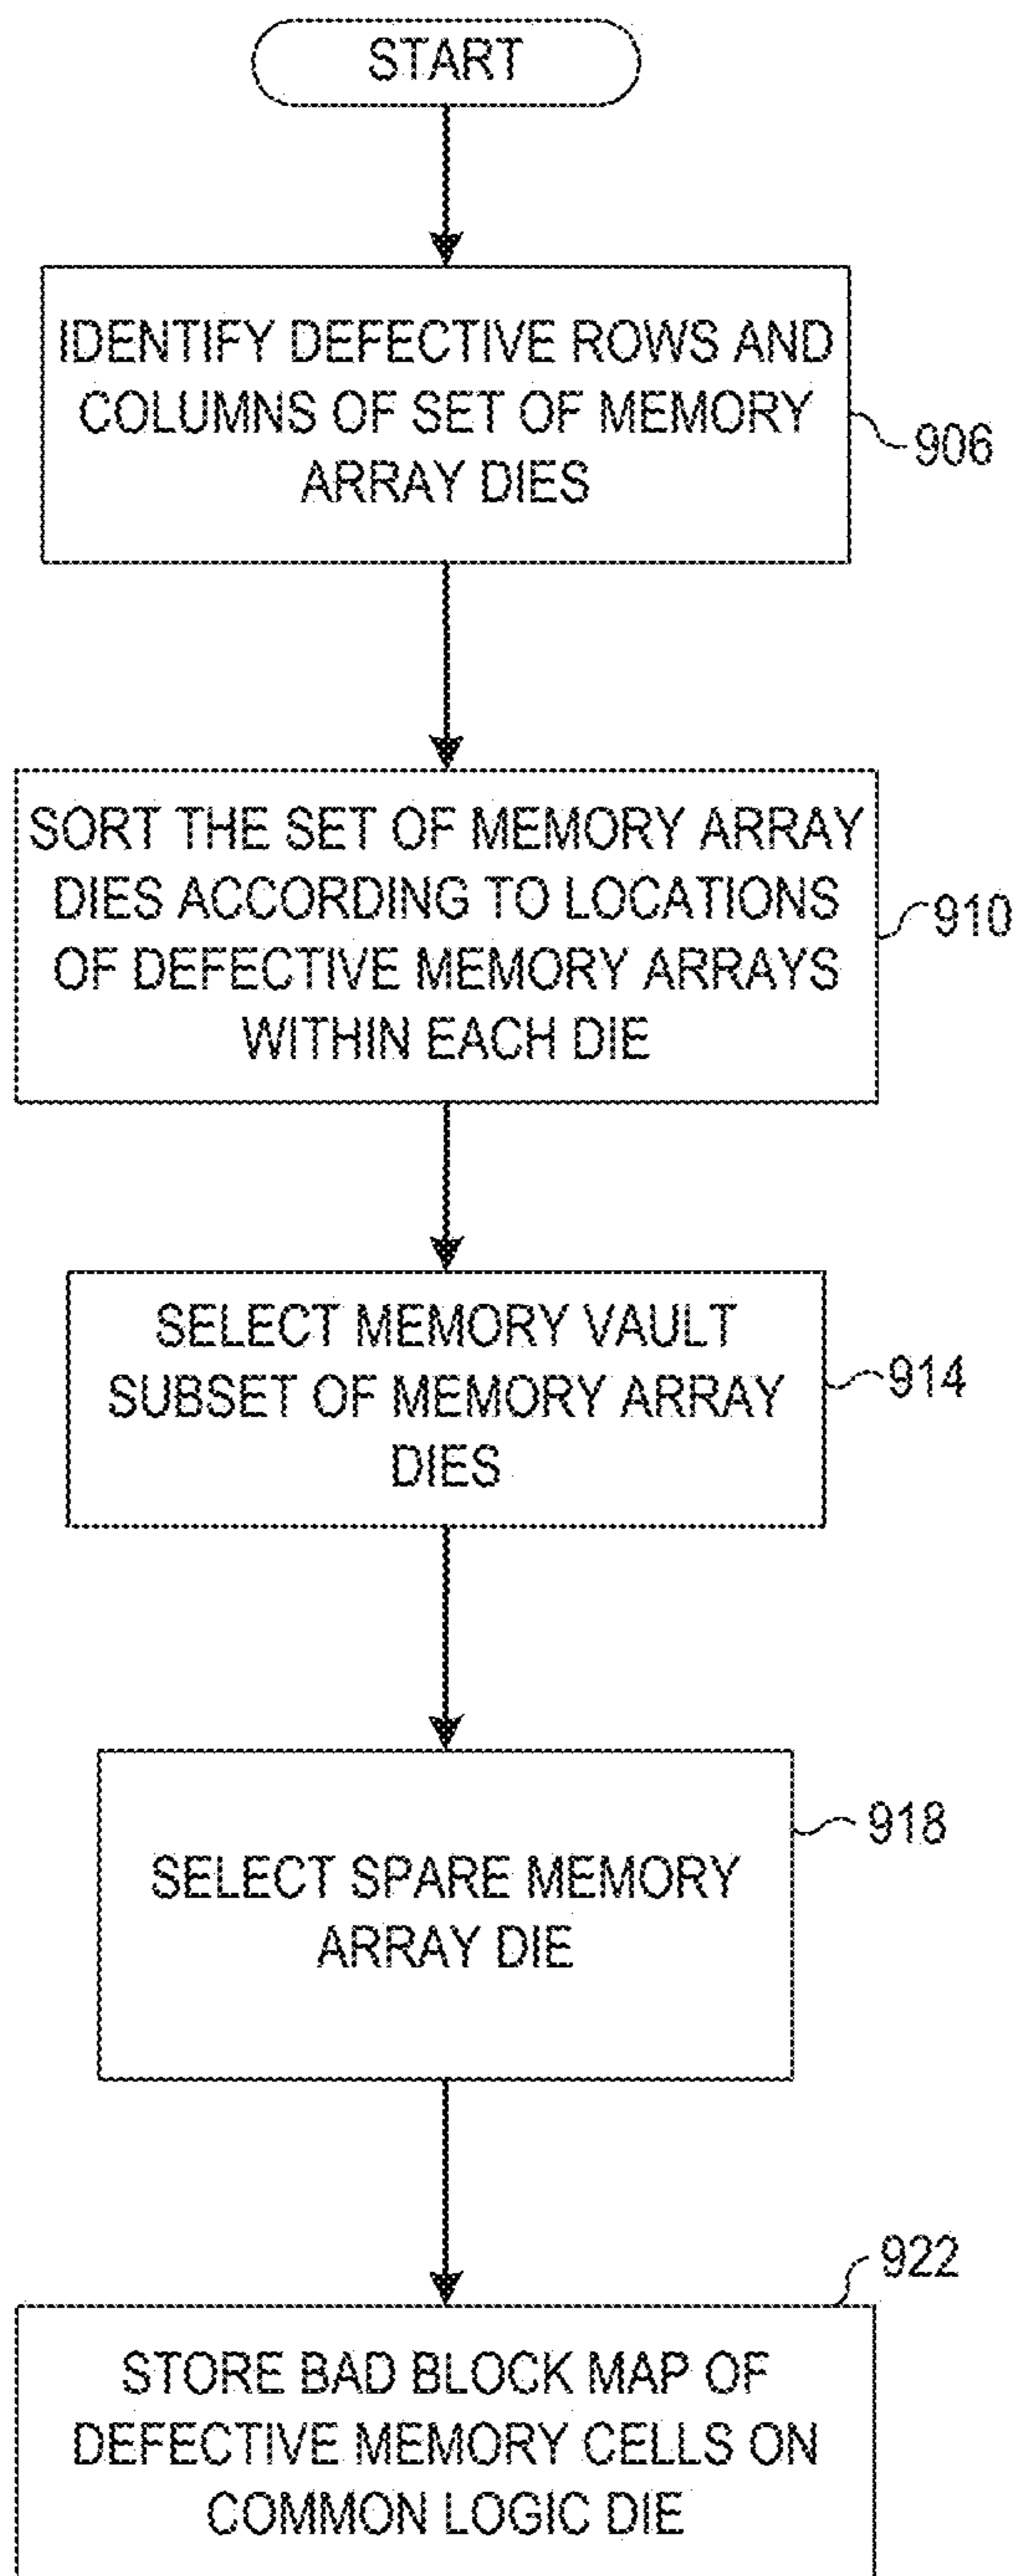 START
IDENTIFY DEFECTIVE ROWS AND
COLUMNS OF SET OF MEMORY
ARRAY DIES
906
SORT THE SET OF MEMORY ARRAY
DIES ACCORDING TO LOCATIONS
OF DEFECTIVE MEMORY ARRAYS
WITHIN EACH DIE
910
SELECT MEMORY VAULT
SUBSET OF MEMORY ARRAY
DIES
914
SELECT SPARE MEMORY
ARRAY DIE
918
STORE BAD BLOCK MAP OF
DEFECTIVE MEMORY CELLS ON
COMMON LOGIC DIE
922